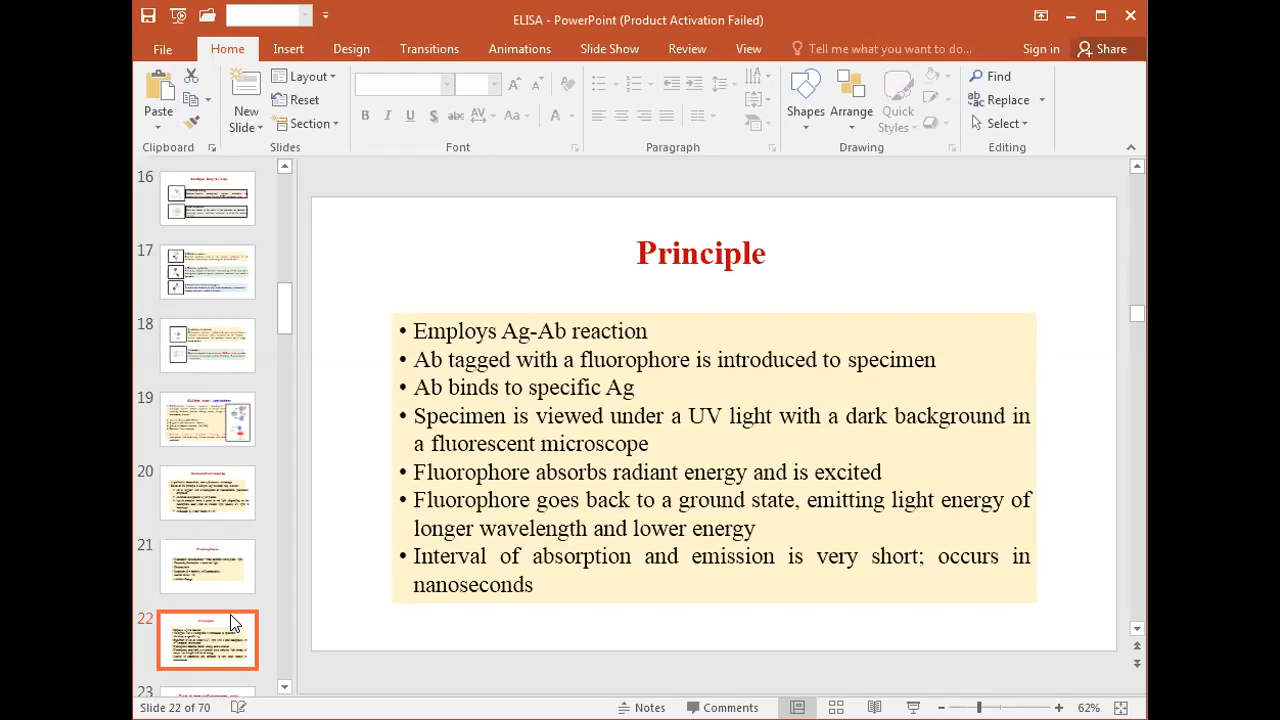 ELISA - PowerPoint (Product Activation Failed)
File Home Insert Design Transitions Animations Slide Show Review View Tell me what you want to do... Sign in Share
Paste
New Slide
Layout
Reset
Section
Find
Replace
Select
Shapes Arrange Quick Styles
Clipboard Slides Font Paragraph Drawing Editing
16
17
18
19
20
21
22
23
Principle
• Employs Ag-Ab reaction
• Ab tagged with a fluorophore is introduced to specimen
• Ab binds to specific Ag
• Specimen is viewed under a UV light with a dark background in
a fluorescent microscope
• Fluorophore absorbs radiant energy and is excited
• Fluorophore goes back to a ground state, emitting light energy of
longer wavelength and lower energy
• Interval of absorption and emission is very short; occurs in
nanoseconds
Slide 22 of 70 Notes Comments 62%